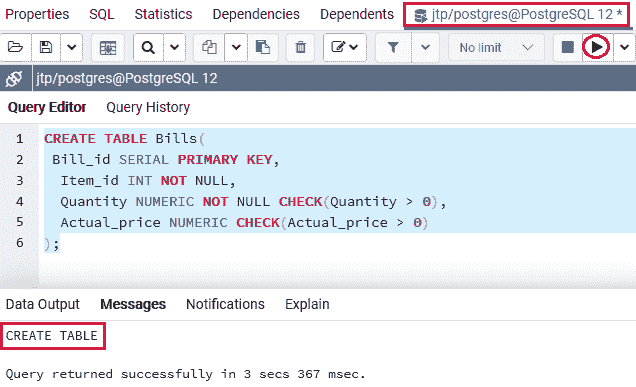 Properties SQL Statistics Dependencies Dependents jtp/postgres@PostgreSQL 12 *
No limit
jtp/postgres@PostgreSQL 12
Query Editor Query History
1 CREATE TABLE Bills(
2 Bill_id SERIAL PRIMARY KEY,
3 Item_id INT NOT NULL,
4 Quantity NUMERIC NOT NULL CHECK(Quantity > 0),
5 Actual_price NUMERIC CHECK(Actual_price > 0)
6 );
Data Output Messages Notifications Explain
CREATE TABLE
Query returned successfully in 3 secs 367 msec.